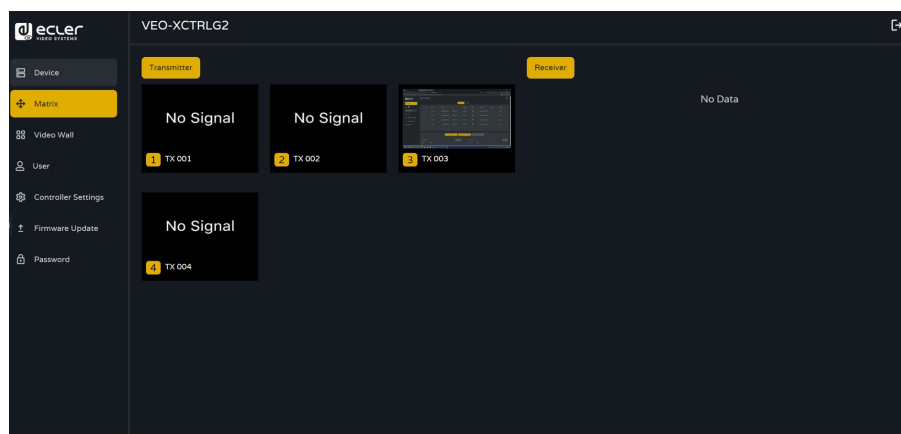 ecler
VIDEO SYSTEMS
VEO-XCTRLG2
Device
Matrix
Video Wall
User
Controller Settings
Firmware Update
Password
Transmitter
Receiver
No Signal
1 TX 001
No Signal
2 TX 002
3 TX 003
No Signal
4 TX 004
No Data